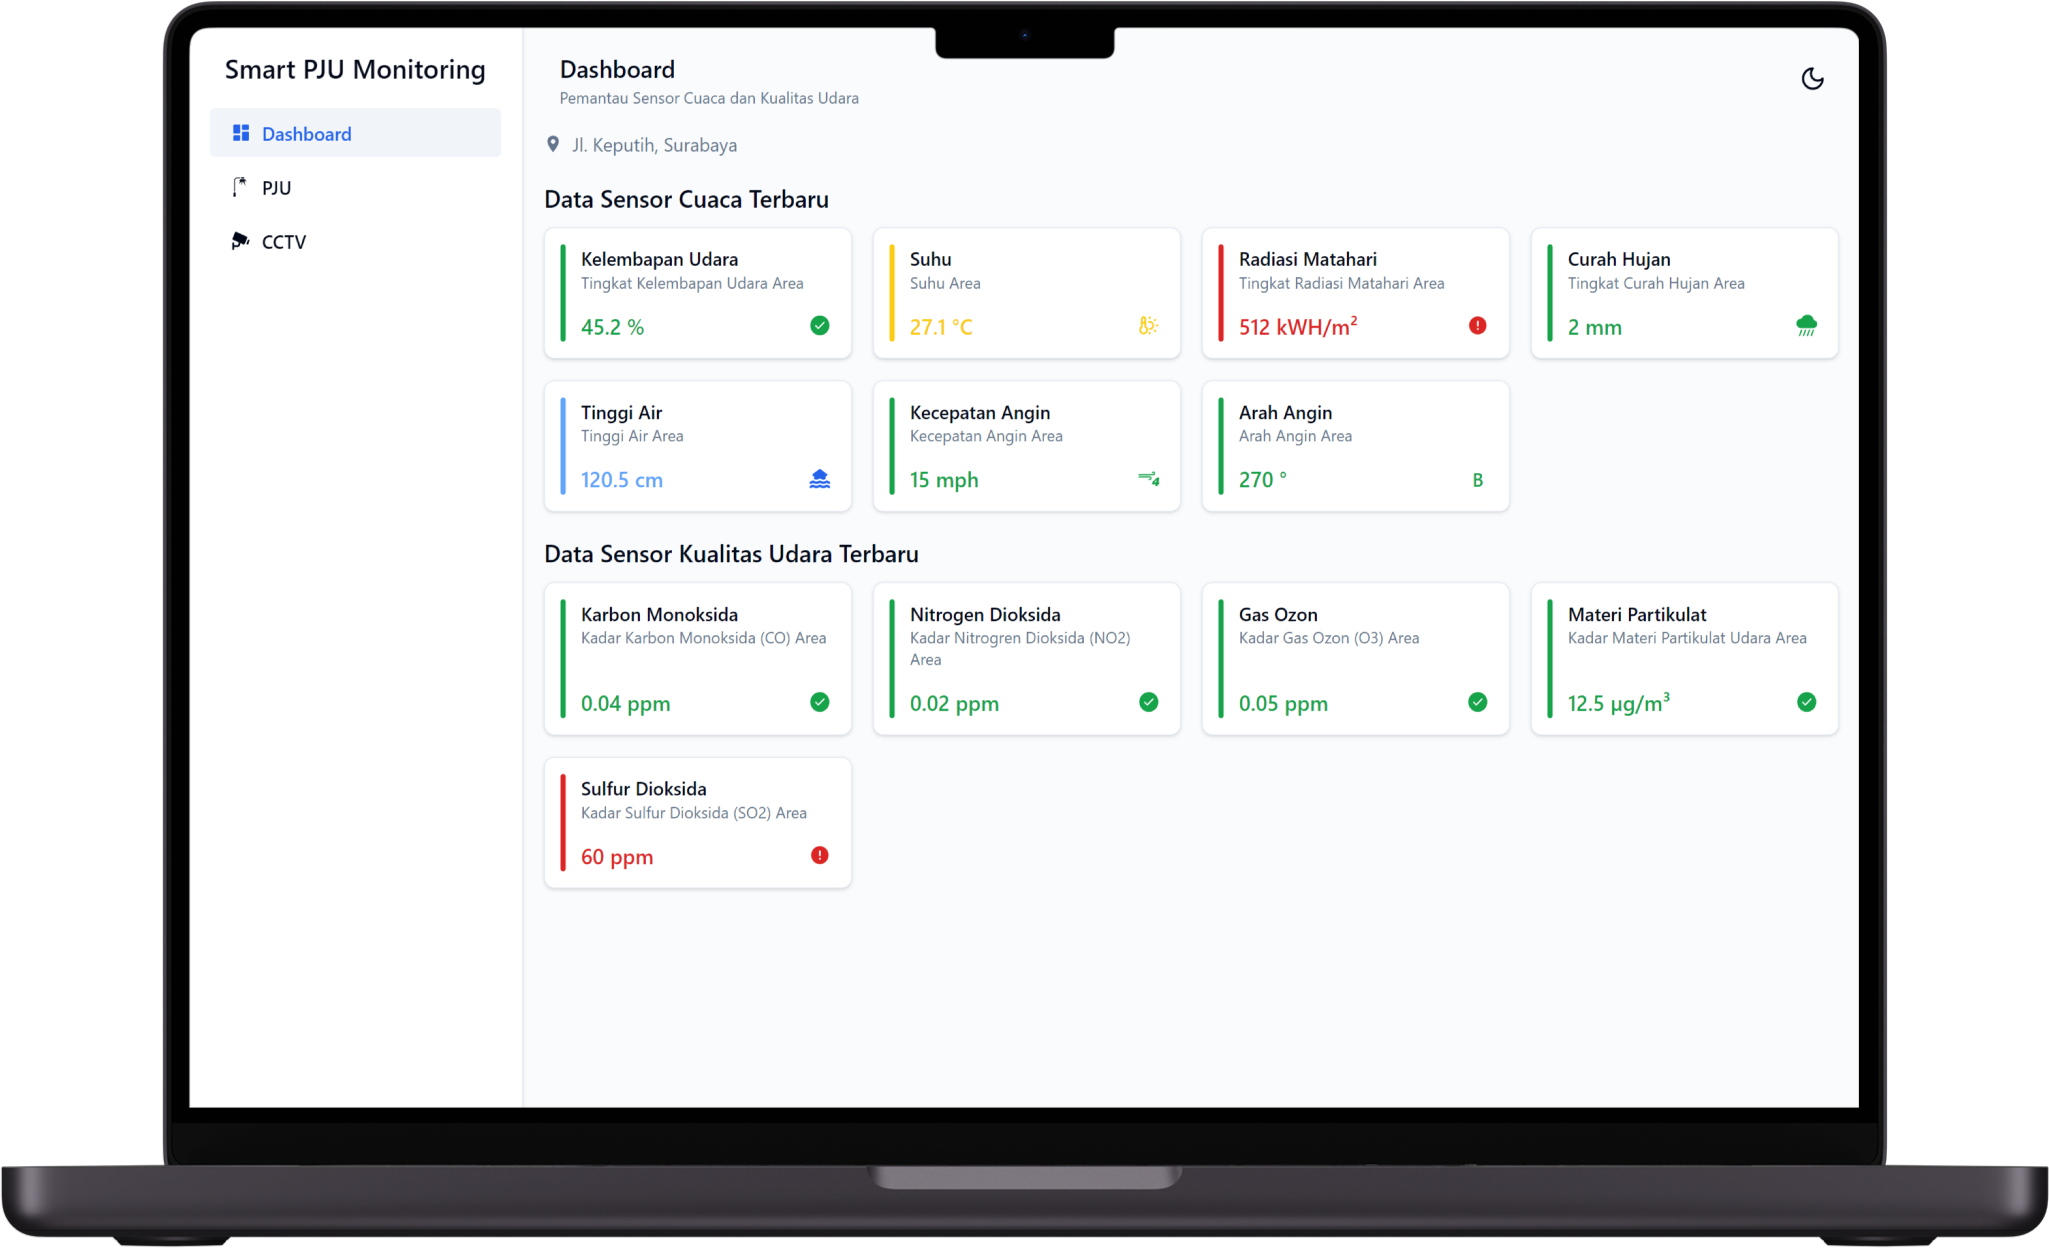 Smart PJU Monitoring
Dashboard
PJU
CCTV
Dashboard
Pemantau Sensor Cuaca dan Kualitas Udara
Jl. Keputih, Surabaya
Data Sensor Cuaca Terbaru
Kelembapan Udara
Tingkat Kelembapan Udara Area
45.2 %
Suhu
Suhu Area
27.1 °C
Radiasi Matahari
Tingkat Radiasi Matahari Area
512 kWH/m²
Curah Hujan
Tingkat Curah Hujan Area
2 mm
Tinggi Air
Tinggi Air Area
120.5 cm
Kecepatan Angin
Kecepatan Angin Area
15 mph
4
Arah Angin
Arah Angin Area
270 °
B
Data Sensor Kualitas Udara Terbaru
Karbon Monoksida
Kadar Karbon Monoksida (CO) Area
0.04 ppm
Nitrogen Dioksida
Kadar Nitrogren Dioksida (NO2)
Area
0.02 ppm
Gas Ozon
Kadar Gas Ozon (O3) Area
0.05 ppm
Materi Partikulat
Kadar Materi Partikulat Udara Area
12.5 µg/m³
Sulfur Dioksida
Kadar Sulfur Dioksida (SO2) Area
60 ppm